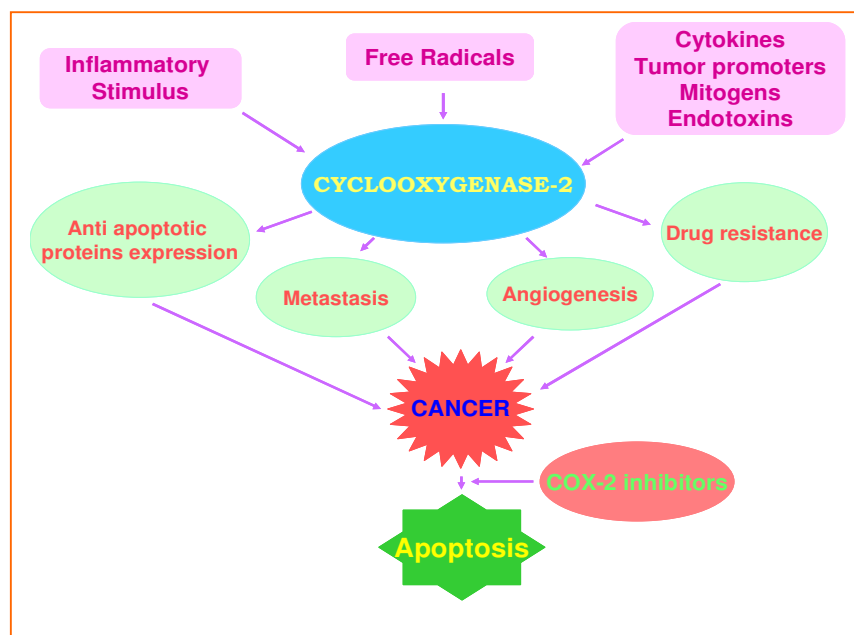 Inflammatory
Stimulus
Free Radicals
Cytokines
Tumor promoters
Mitogens
Endotoxins
CYCLOOXYGENASE-2
Anti apoptotic
proteins expression
Metastasis
Angiogenesis
Drug resistance
CANCER
COX-2 inhibitors
Apoptosis